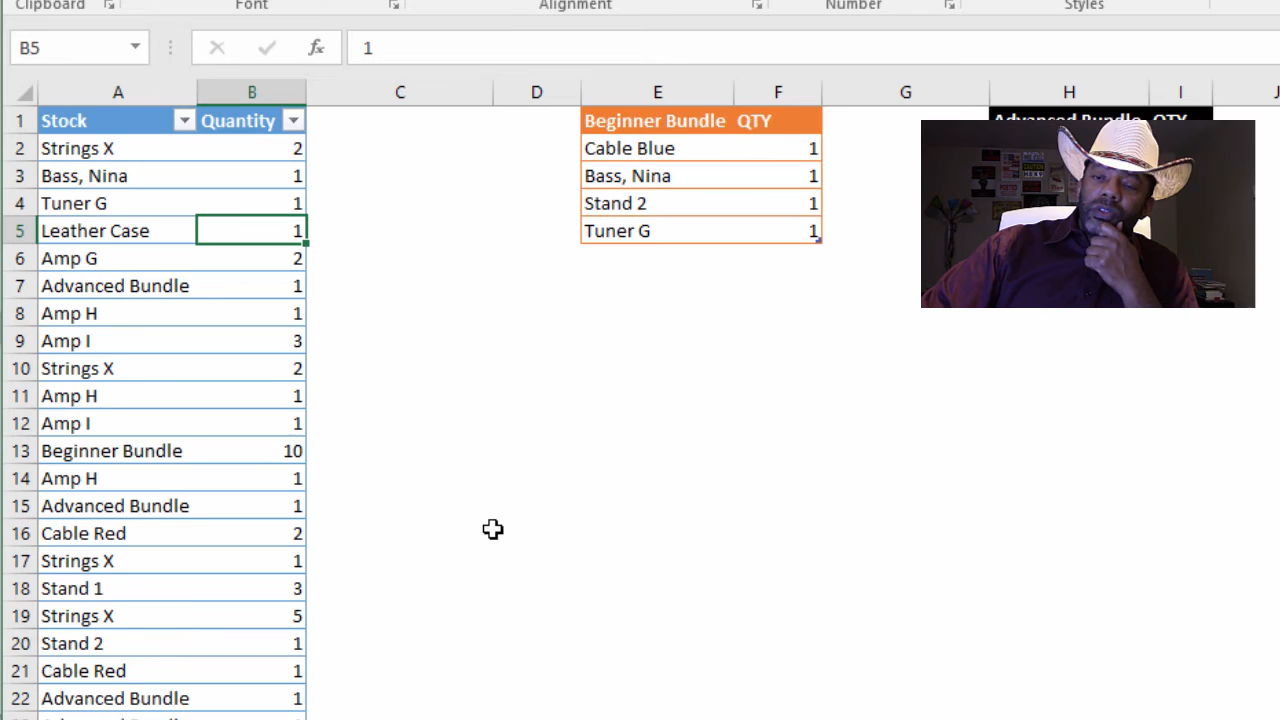 Clipboard Font Alignment Number Styles
B5 fx 1
A B C D E F G H I J
1 Stock Quantity Beginner Bundle QTY Advanced Bundle QTY
2 Strings X 2 Cable Blue 1
3 Bass, Nina 1 Bass, Nina 1
4 Tuner G 1 Stand 2 1
5 Leather Case 1 Tuner G 1
6 Amp G 2
7 Advanced Bundle 1
8 Amp H 1
9 Amp I 3
10 Strings X 2
11 Amp H 1
12 Amp I 1
13 Beginner Bundle 10
14 Amp H 1
15 Advanced Bundle 1
16 Cable Red 2
17 Strings X 1
18 Stand 1 3
19 Strings X 5
20 Stand 2 1
21 Cable Red 1
22 Advanced Bundle 1